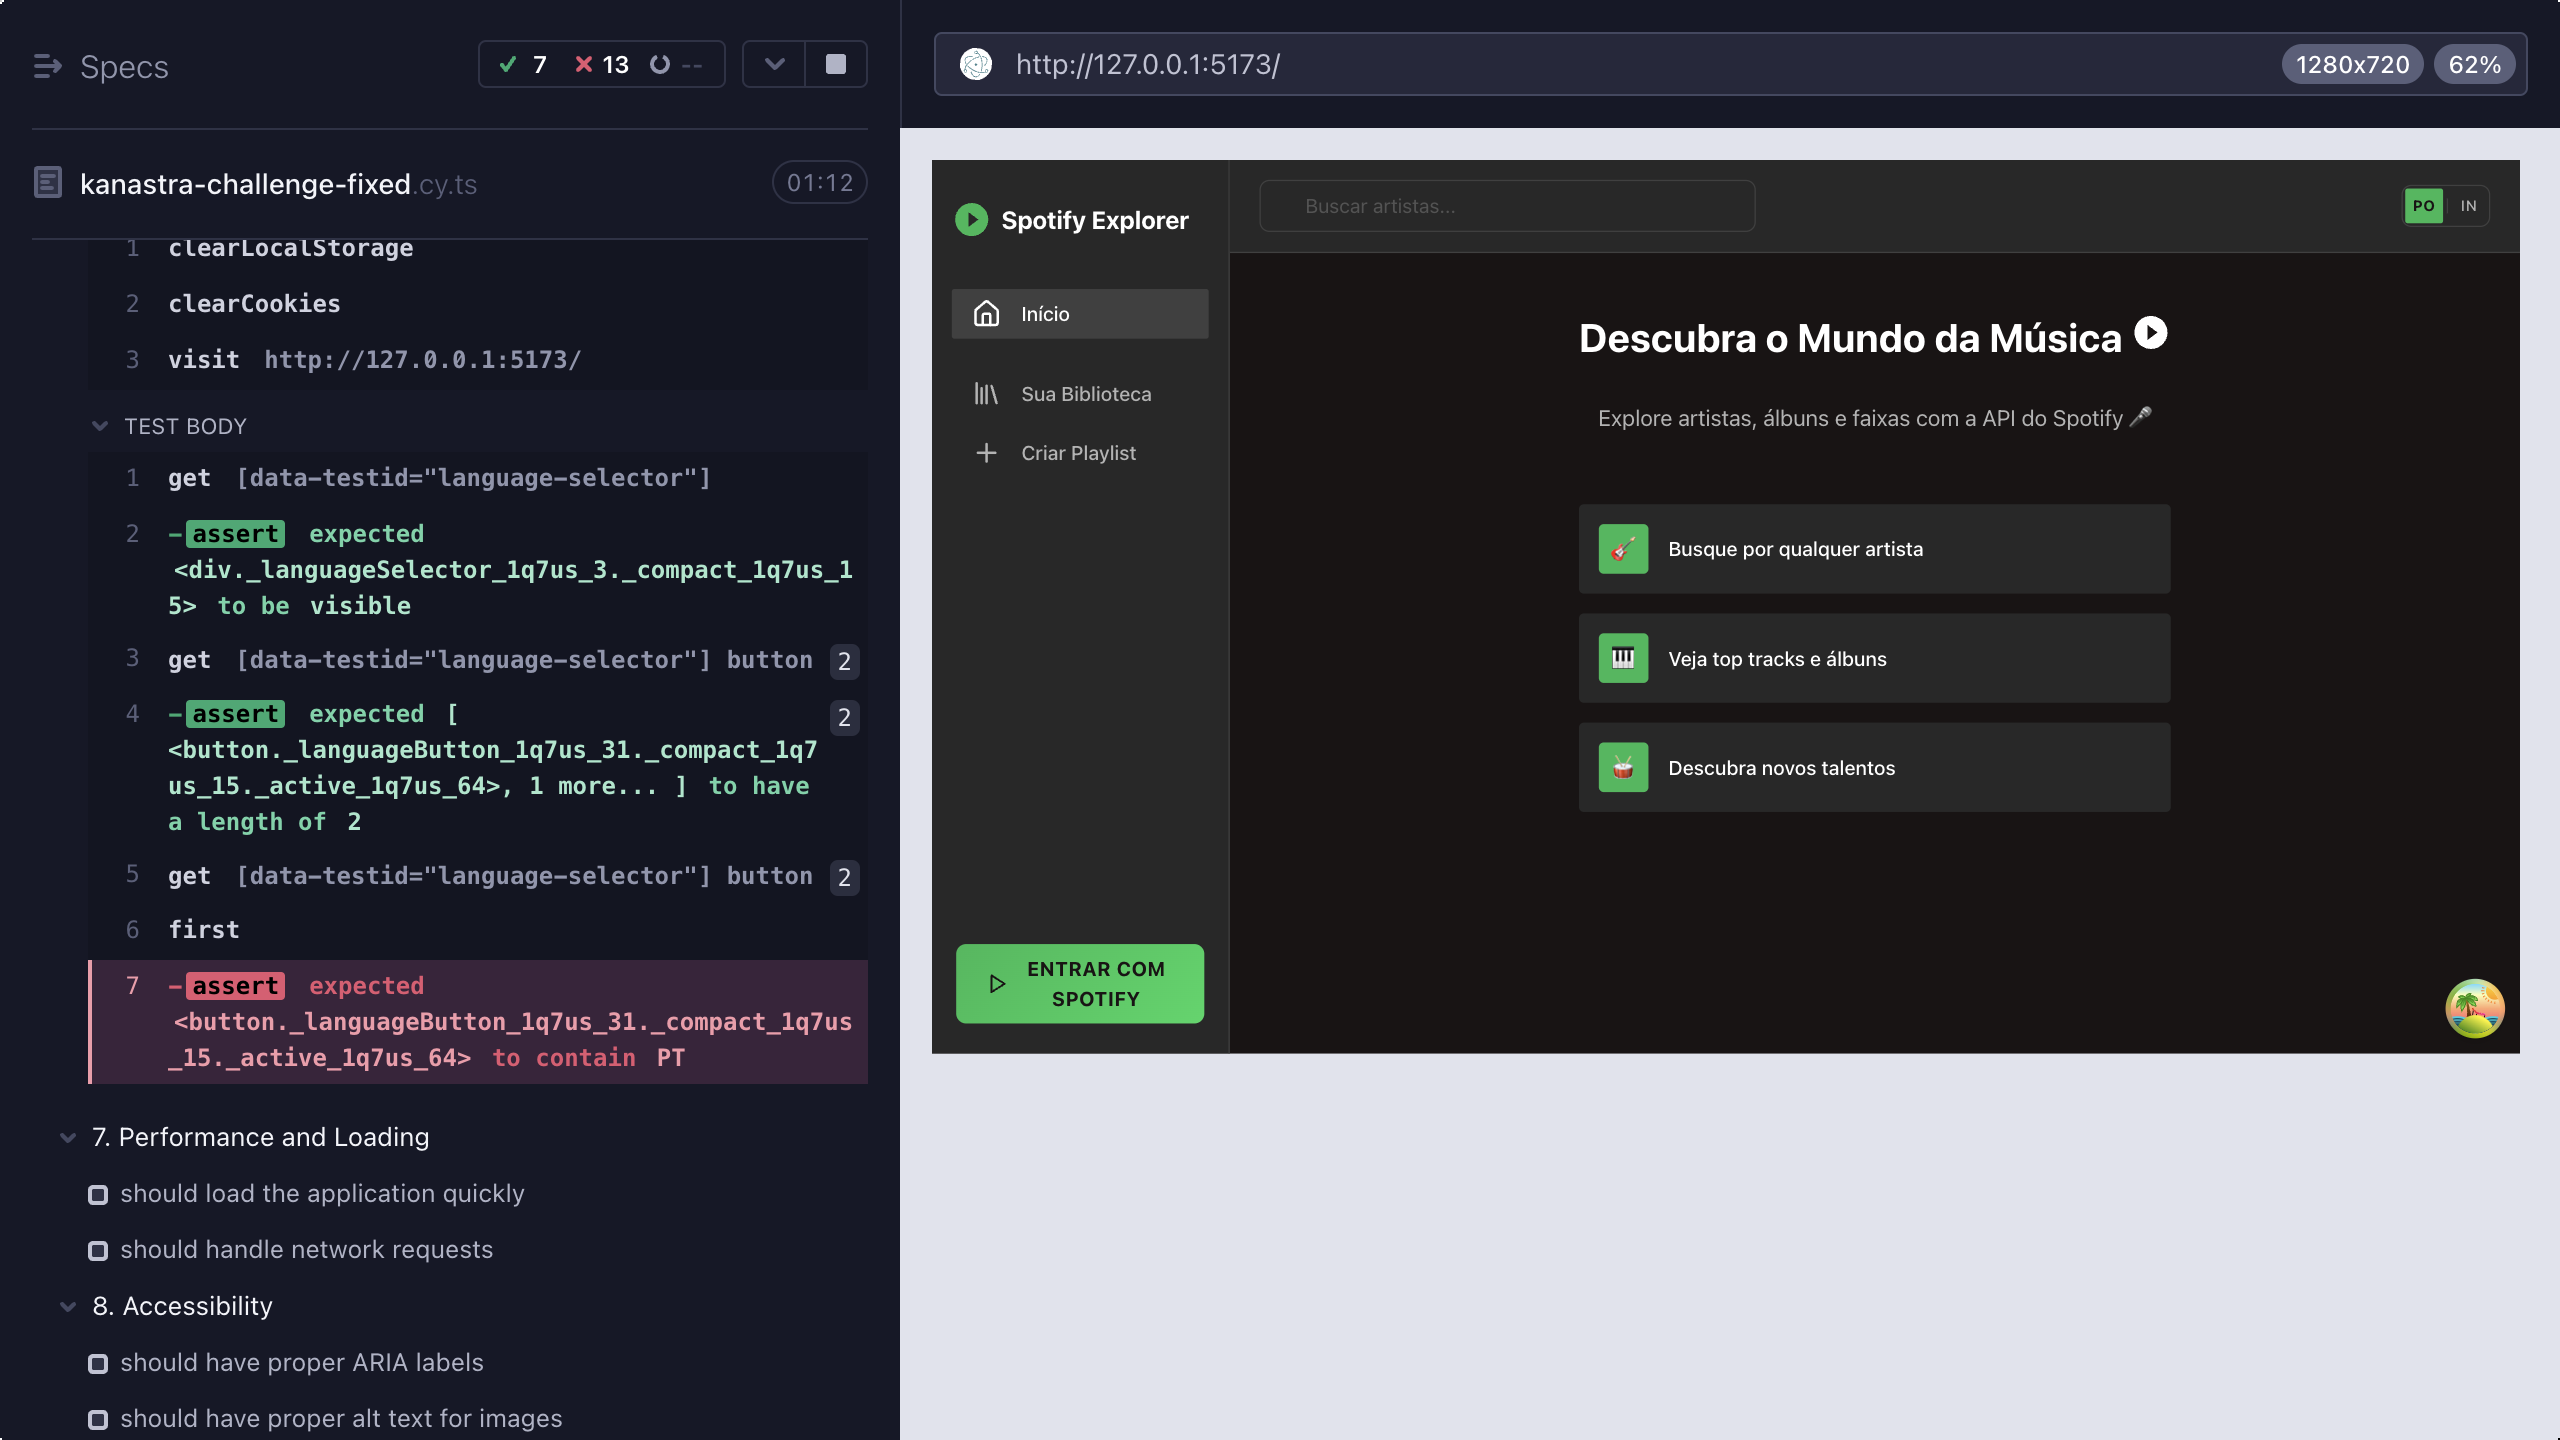 Specs
7 13 --
kanastra-challenge-fixed.cy.ts 01:12
1 clearLocalStorage
2 clearCookies
3 visit http://127.0.0.1:5173/
TEST BODY
1 get [data-testid="language-selector"]
2 -assert expected
<div._languageSelector_1q7us_3._compact_1q7us_1
5> to be visible
3 get [data-testid="language-selector"] button 2
4 -assert expected [ 2
<button._languageButton_1q7us_31._compact_1q7
us_15._active_1q7us_64>, 1 more... ] to have
a length of 2
5 get [data-testid="language-selector"] button 2
6 first
7 -assert expected
<button._languageButton_1q7us_31._compact_1q7us
_15._active_1q7us_64> to contain PT
7. Performance and Loading
should load the application quickly
should handle network requests
8. Accessibility
should have proper ARIA labels
should have proper alt text for images
http://127.0.0.1:5173/
1280x720 62%
Spotify Explorer
Início
Sua Biblioteca
Criar Playlist
ENTRAR COM
SPOTIFY
Buscar artistas...
PO IN
Descubra o Mundo da Música
Explore artistas, álbuns e faixas com a API do Spotify 🎤
Busque por qualquer artista
Veja top tracks e álbuns
Descubra novos talentos